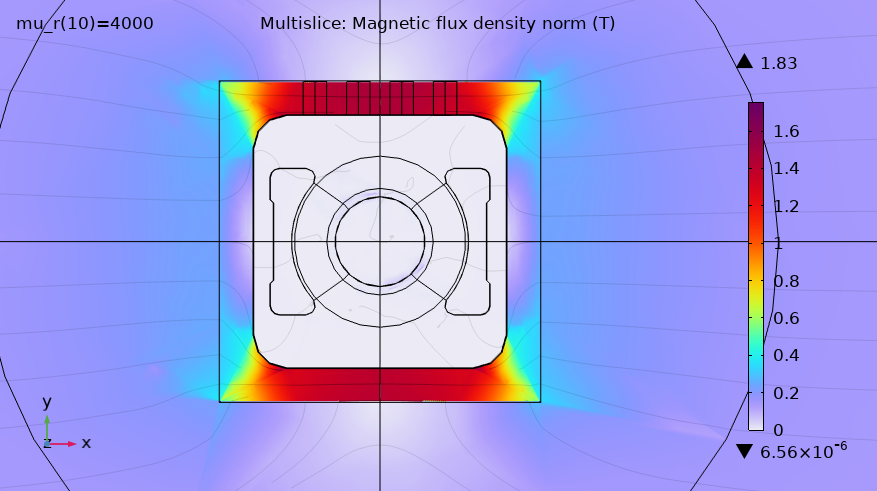 mu_r(10)=4000
Multislice: Magnetic flux density norm (T)
1.83
1.6
1.4
1.2
1
0.8
0.6
0.4
0.2
0
6.56×10⁻⁶
y
z
x